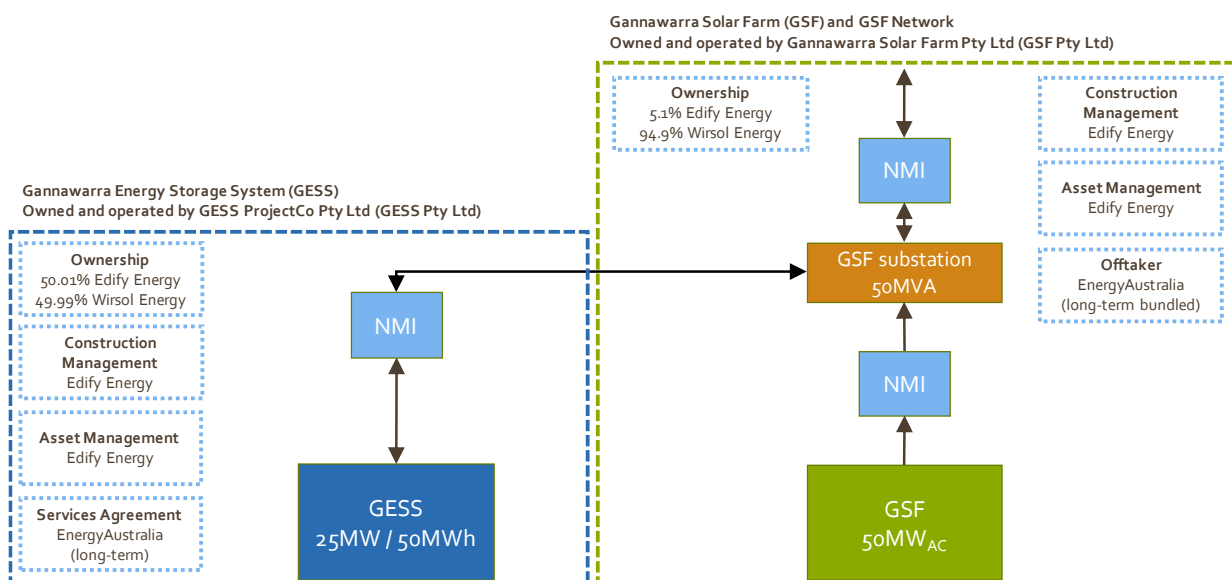 Gannawarra Solar Farm (GSF) and GSF Network
Owned and operated by Gannawarra Solar Farm Pty Ltd (GSF Pty Ltd)
Ownership
5.1% Edify Energy
94.9% Wirsol Energy
NMI
Construction
Management
Edify Energy
Asset Management
Edify Energy
Offtaker
EnergyAustralia
(long-term bundled)
GSF substation
50MVA
NMI
GSF
50MWAC
Gannawarra Energy Storage System (GESS)
Owned and operated by GESS ProjectCo Pty Ltd (GESS Pty Ltd)
Ownership
50.01% Edify Energy
49.99% Wirsol Energy
Construction
Management
Edify Energy
Asset Management
Edify Energy
Services Agreement
EnergyAustralia
(long-term)
NMI
GESS
25MW / 50MWh